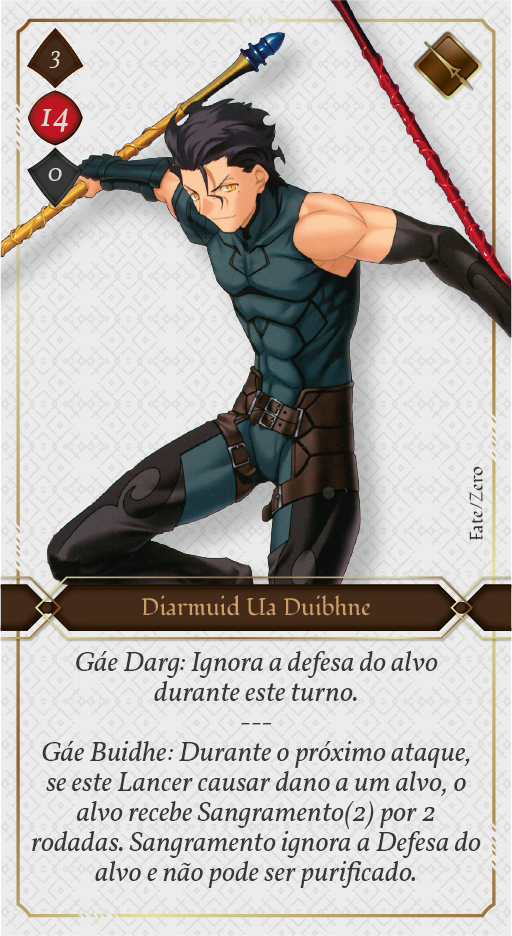 3
14
0
Fate/Zero
Diarmuid Ua Duibhne
Gáe Darg: Ignora a defesa do alvo
durante este turno.
---
Gáe Buidhe: Durante o próximo ataque,
se este Lancer causar dano a um alvo, o
alvo recebe Sangramento(2) por 2
rodadas. Sangramento ignora a Defesa do
alvo e não pode ser purificado.